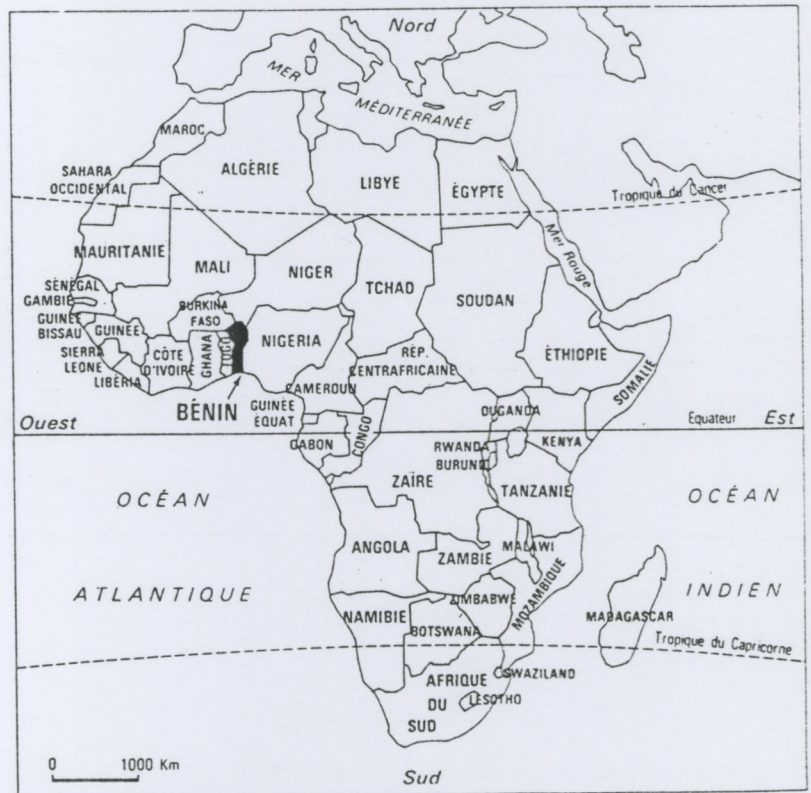 Nord
MER
MÉDITERRANÉE
MAROC
ALGÉRIE
LIBYE
ÉGYPTE
SAHARA
OCCIDENTAL
Tropique du Cancer
Mer Rouge
MAURITANIE
MALI
NIGER
TCHAD
SOUDAN
SÉNÉGAL
GAMBIE
GUINÉE
BISSAU
GUINÉE
BURKINA
FASO
SIERRA
LEONE
LIBÉRIA
CÔTE
D'IVOIRE
GHANA
TOGO
NIGERIA
BÉNIN
RÉP.
CENTRAFRICAINE
ÉTHIOPIE
SOMALIE
CAMEROUN
GUINÉE
ÉQUAT
OUGANDA
Ouest
Équateur
Est
GABON
CONGO
RWANDA
BURUNDI
KENYA
ZAÏRE
TANZANIE
OCÉAN
OCÉAN
ANGOLA
ZAMBIE
MALAWI
ATLANTIQUE
INDIEN
NAMIBIE
ZIMBABWE
MOZAMBIQUE
MADAGASCAR
BOTSWANA
Tropique du Capricorne
SWAZILAND
AFRIQUE
DU
SUD
LESOTHO
0 1000 Km
Sud